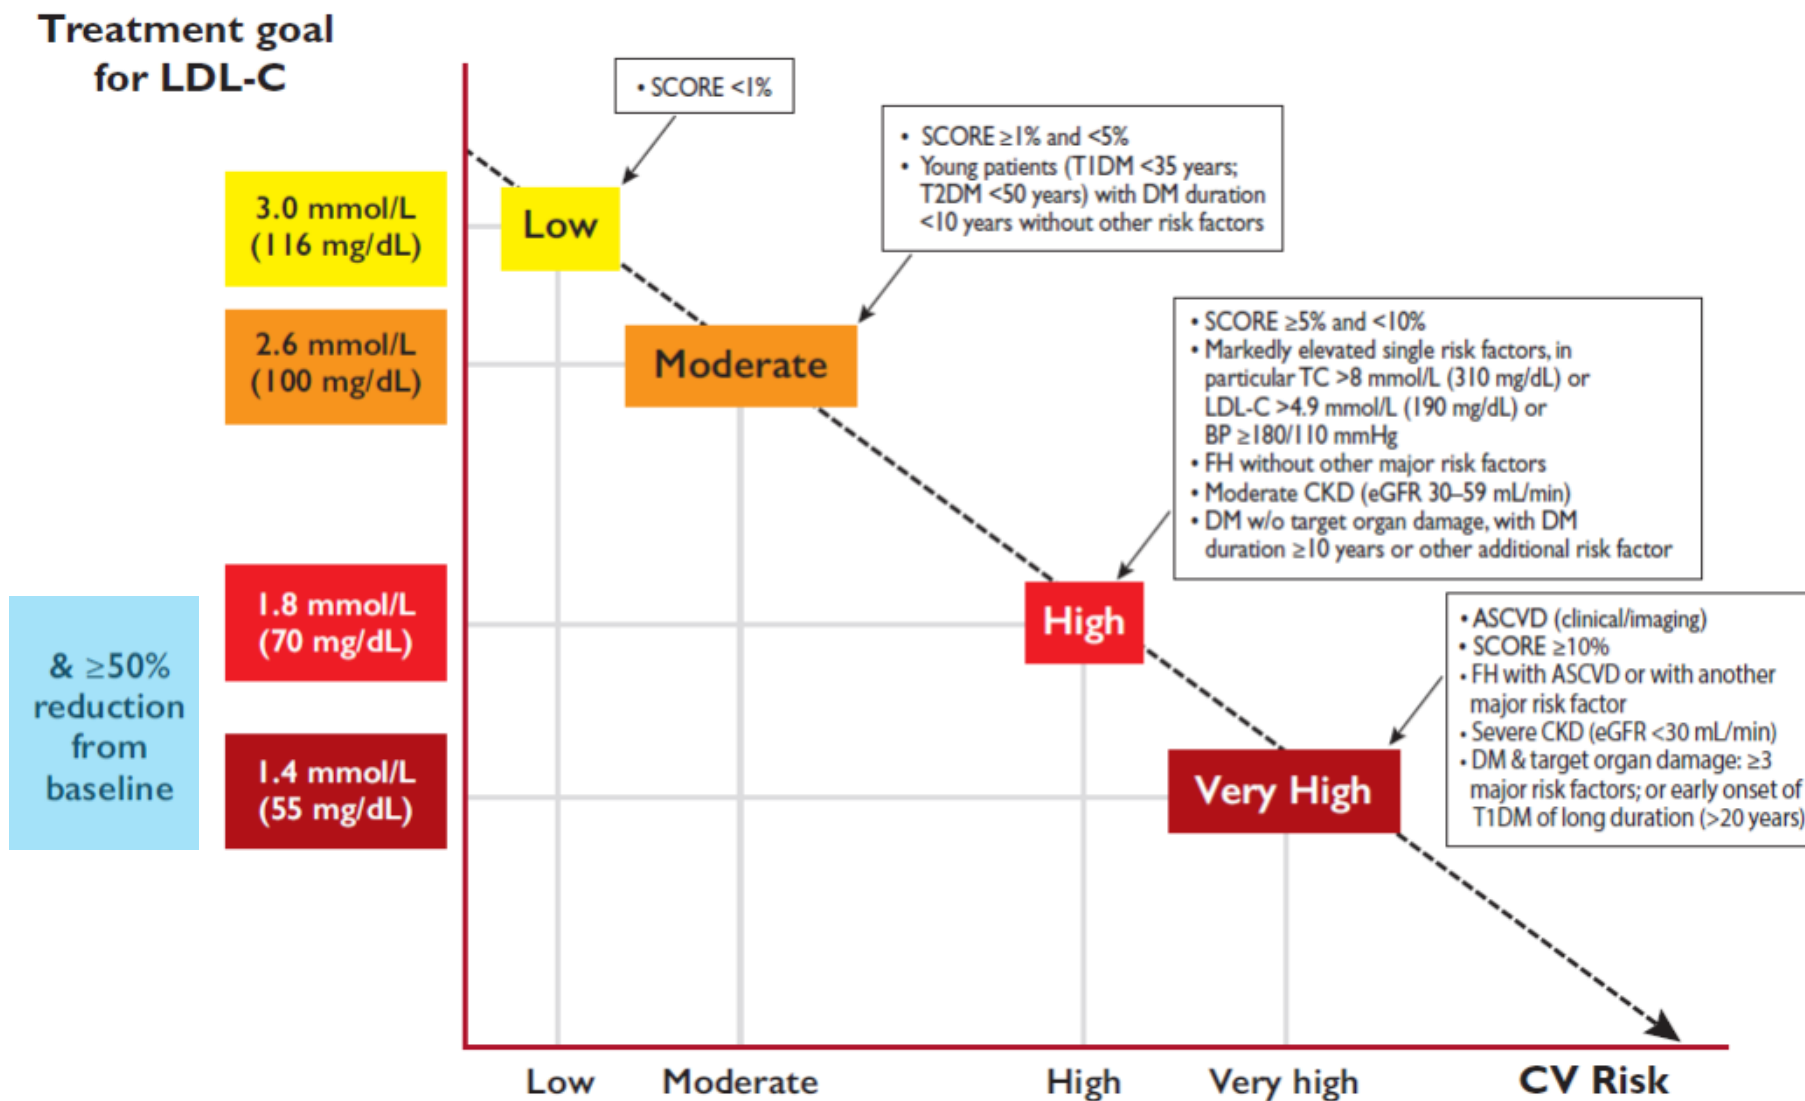 Treatment goal
for LDL-C
• SCORE <1%
• SCORE ≥1% and <5%
• Young patients (T1DM <35 years;
T2DM <50 years) with DM duration
<10 years without other risk factors
3.0 mmol/L
(116 mg/dL)
Low
2.6 mmol/L
(100 mg/dL)
Moderate
• SCORE ≥5% and <10%
• Markedly elevated single risk factors, in
particular TC >8 mmol/L (310 mg/dL) or
LDL-C >4.9 mmol/L (190 mg/dL) or
BP ≥180/110 mmHg
• FH without other major risk factors
• Moderate CKD (eGFR 30–59 mL/min)
• DM w/o target organ damage, with DM
duration ≥10 years or other additional risk factor
1.8 mmol/L
(70 mg/dL)
High
& ≥50%
reduction
from
baseline
• ASCVD (clinical/imaging)
• SCORE ≥10%
• FH with ASCVD or with another
major risk factor
• Severe CKD (eGFR <30 mL/min)
• DM & target organ damage: ≥3
major risk factors; or early onset of
T1DM of long duration (>20 years)
1.4 mmol/L
(55 mg/dL)
Very High
Low
Moderate
High
Very high
CV Risk